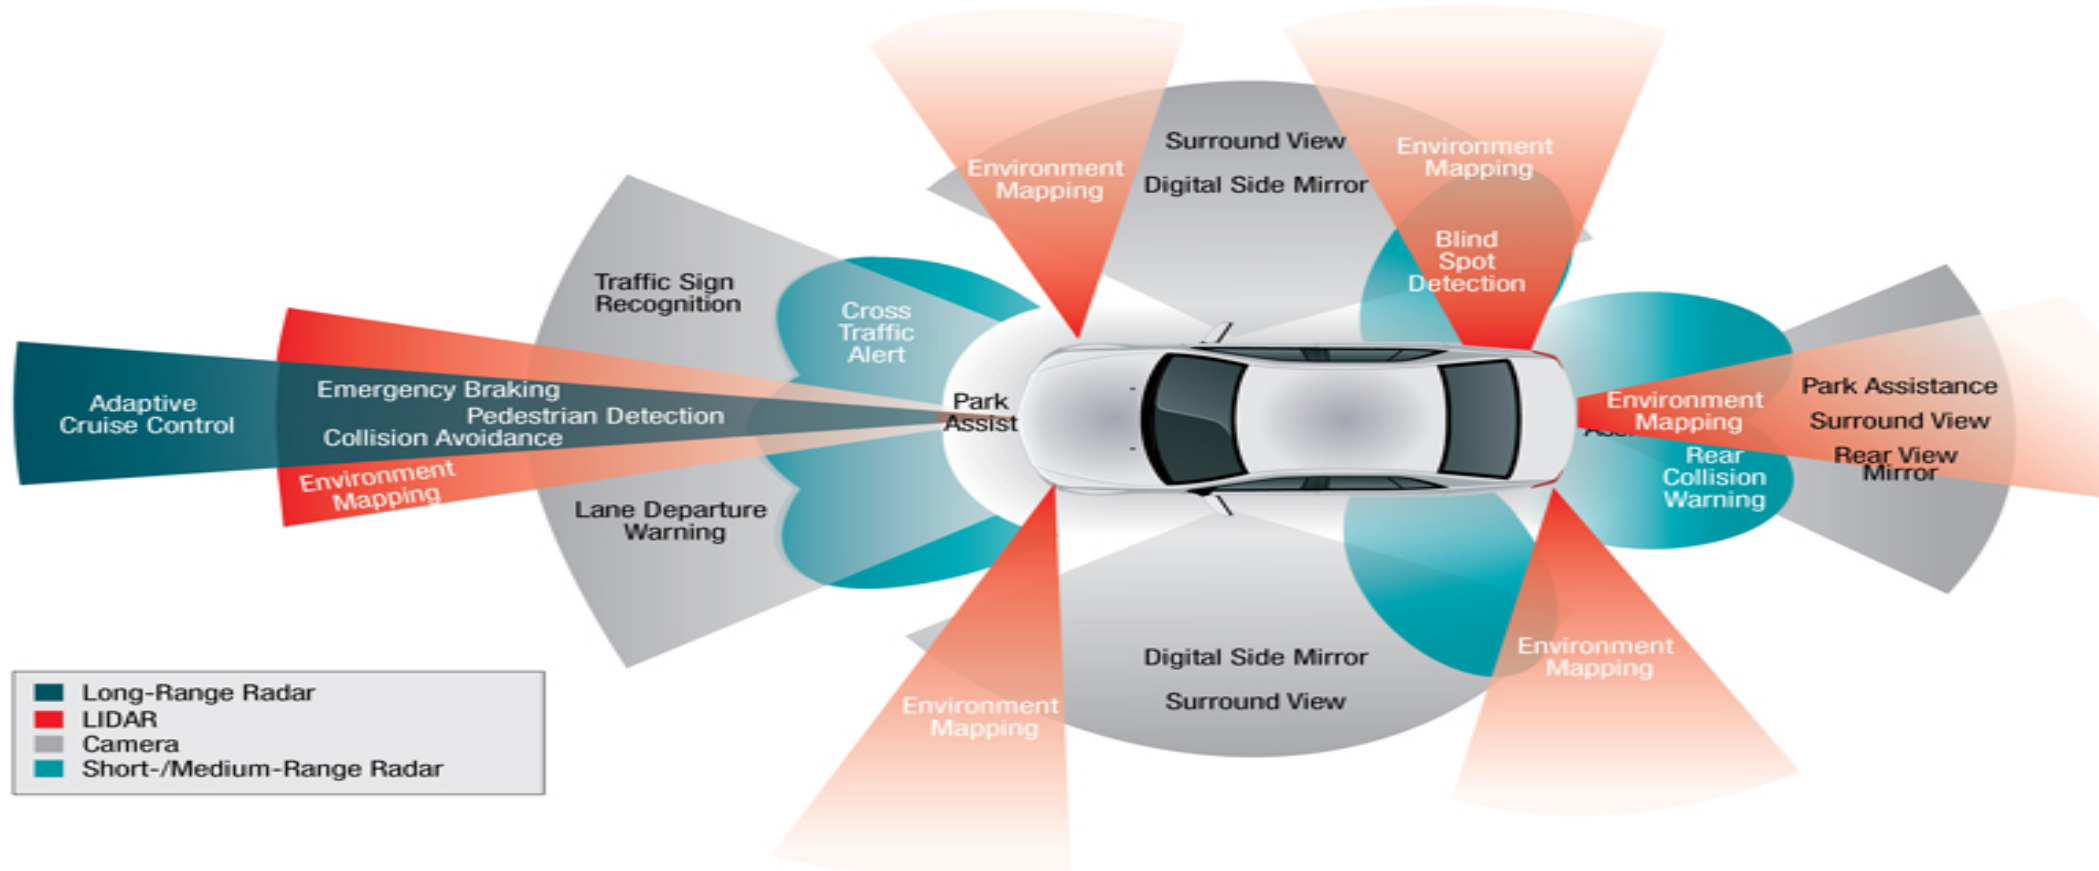 Environment
Mapping
Surround View
Digital Side Mirror
Environment
Mapping
Blind
Spot
Detection
Traffic Sign
Recognition
Cross
Traffic
Alert
Adaptive
Cruise Control
Emergency Braking
Pedestrian Detection
Collision Avoidance
Environment
Mapping
Park
Assist
Lane Departure
Warning
Environment
Mapping
Park Assistance
Surround View
Rear View
Mirror
Rear
Collision
Warning
Environment
Mapping
Digital Side Mirror
Surround View
Environment
Mapping
Long-Range Radar
LIDAR
Camera
Short-/Medium-Range Radar